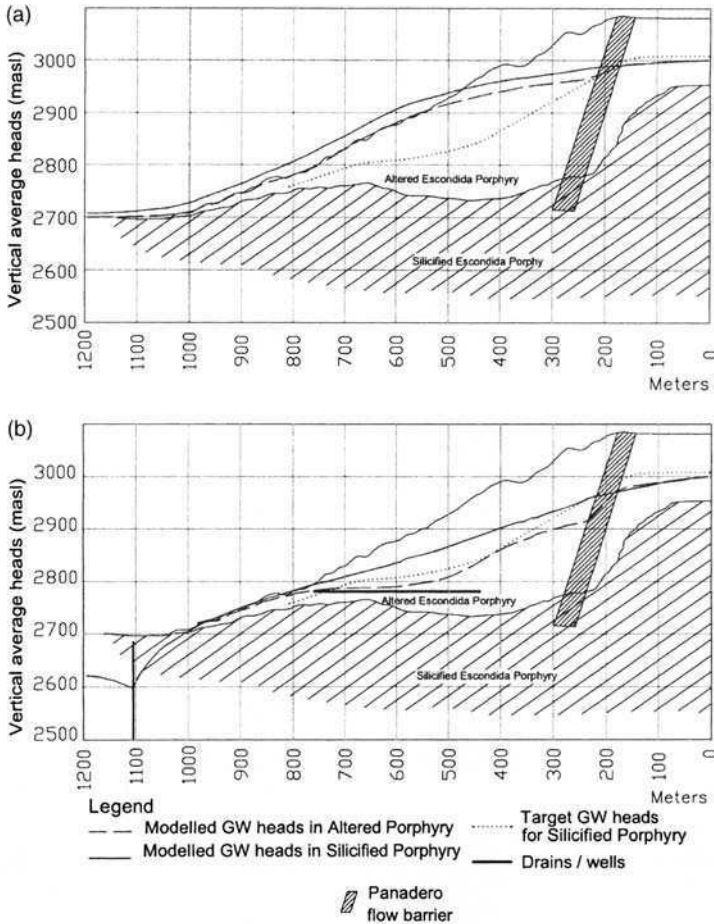 (a)
Vertical average heads (masl)
3000
2900
2800
2700
2600
2500
Altered Escondida Porphyry
Silicified Escondida Porphy
1200
1100
1000
900
800
700
600
500
400
300
200
100
0
Meters
(b)
Vertical average heads (masl)
3000
2900
2800
2700
2600
2500
Altered Escondida Porphyry
Silicified Escondida Porphyry
1200
1100
1000
900
800
700
600
500
400
300
200
100
0
Meters
Legend
Modelled GW heads in Altered Porphyry
Modelled GW heads in Silicified Porphyry
Target GW heads
for Silicified Porphyry
Drains / wells
Panadero
flow barrier